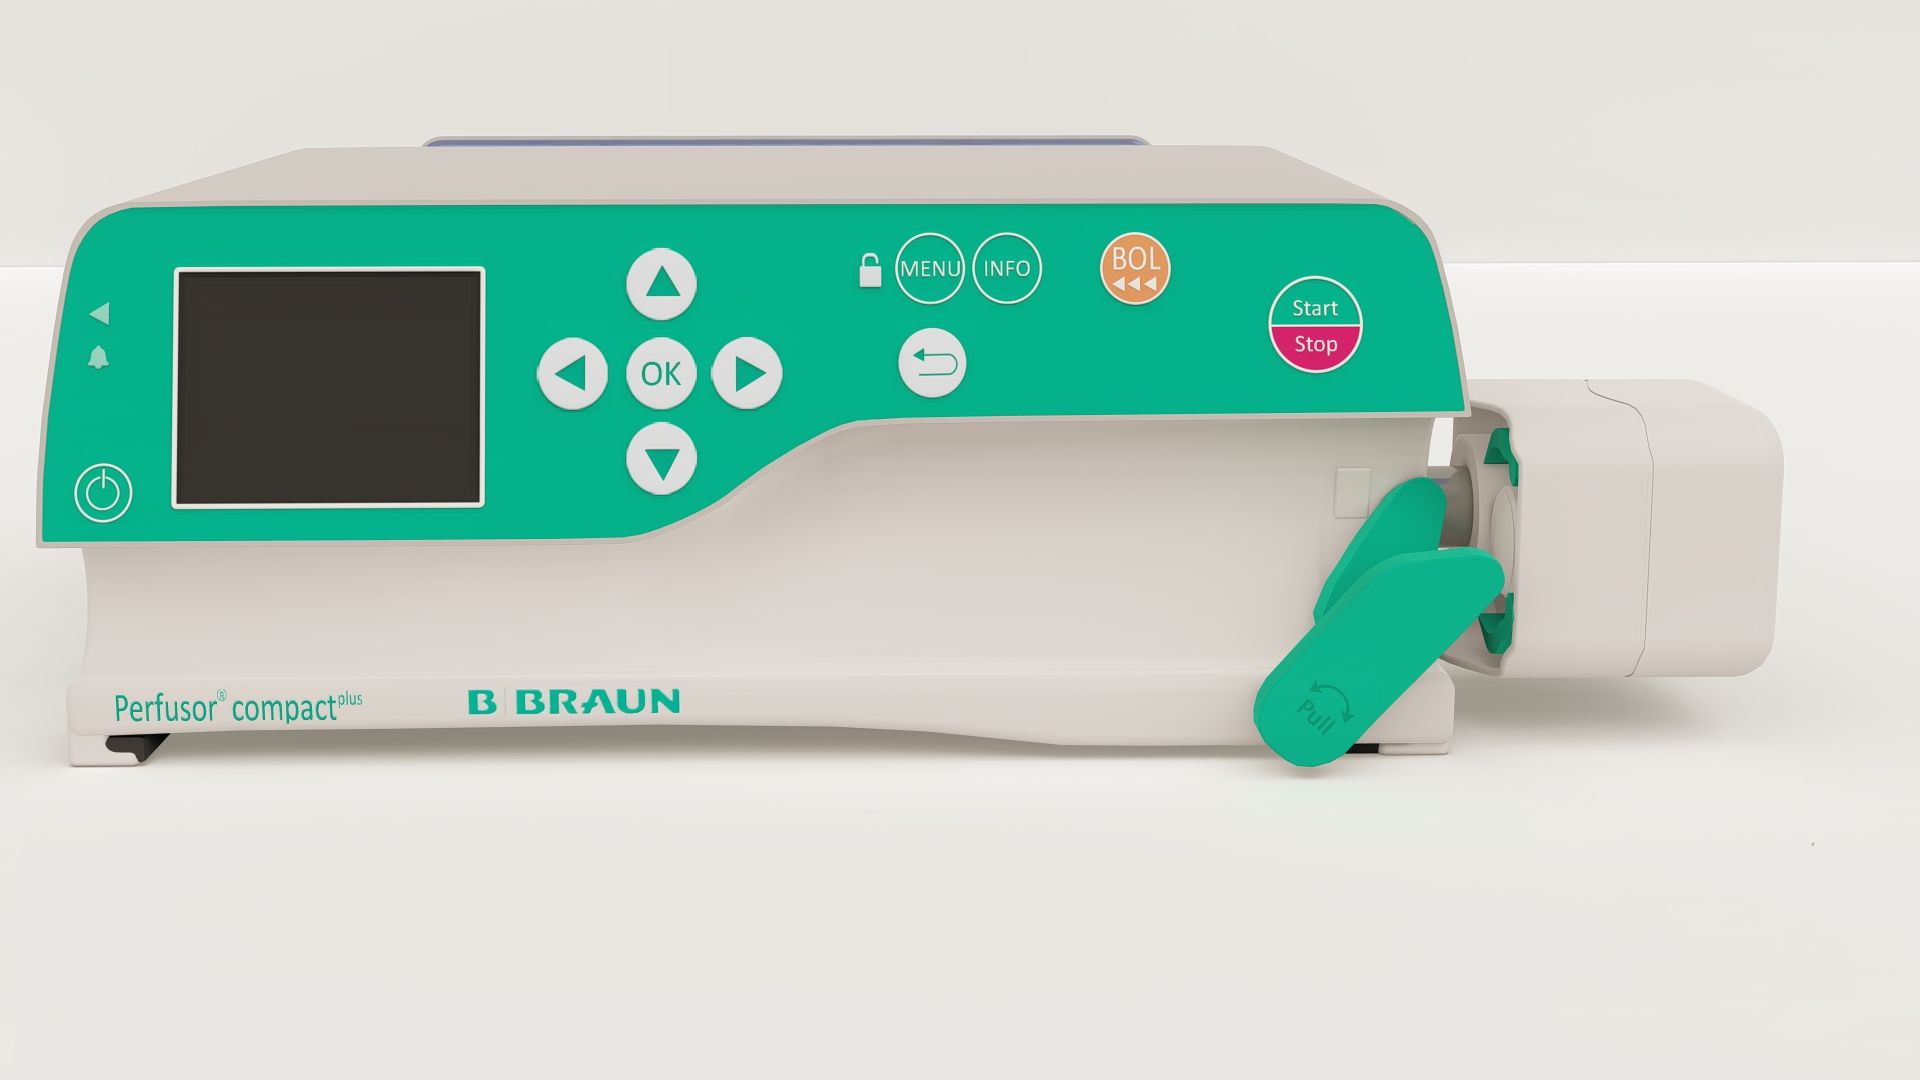 MENU
INFO
BOL
Start
Stop
OK
Perfusor® compactplus
B BRAUN
Pull